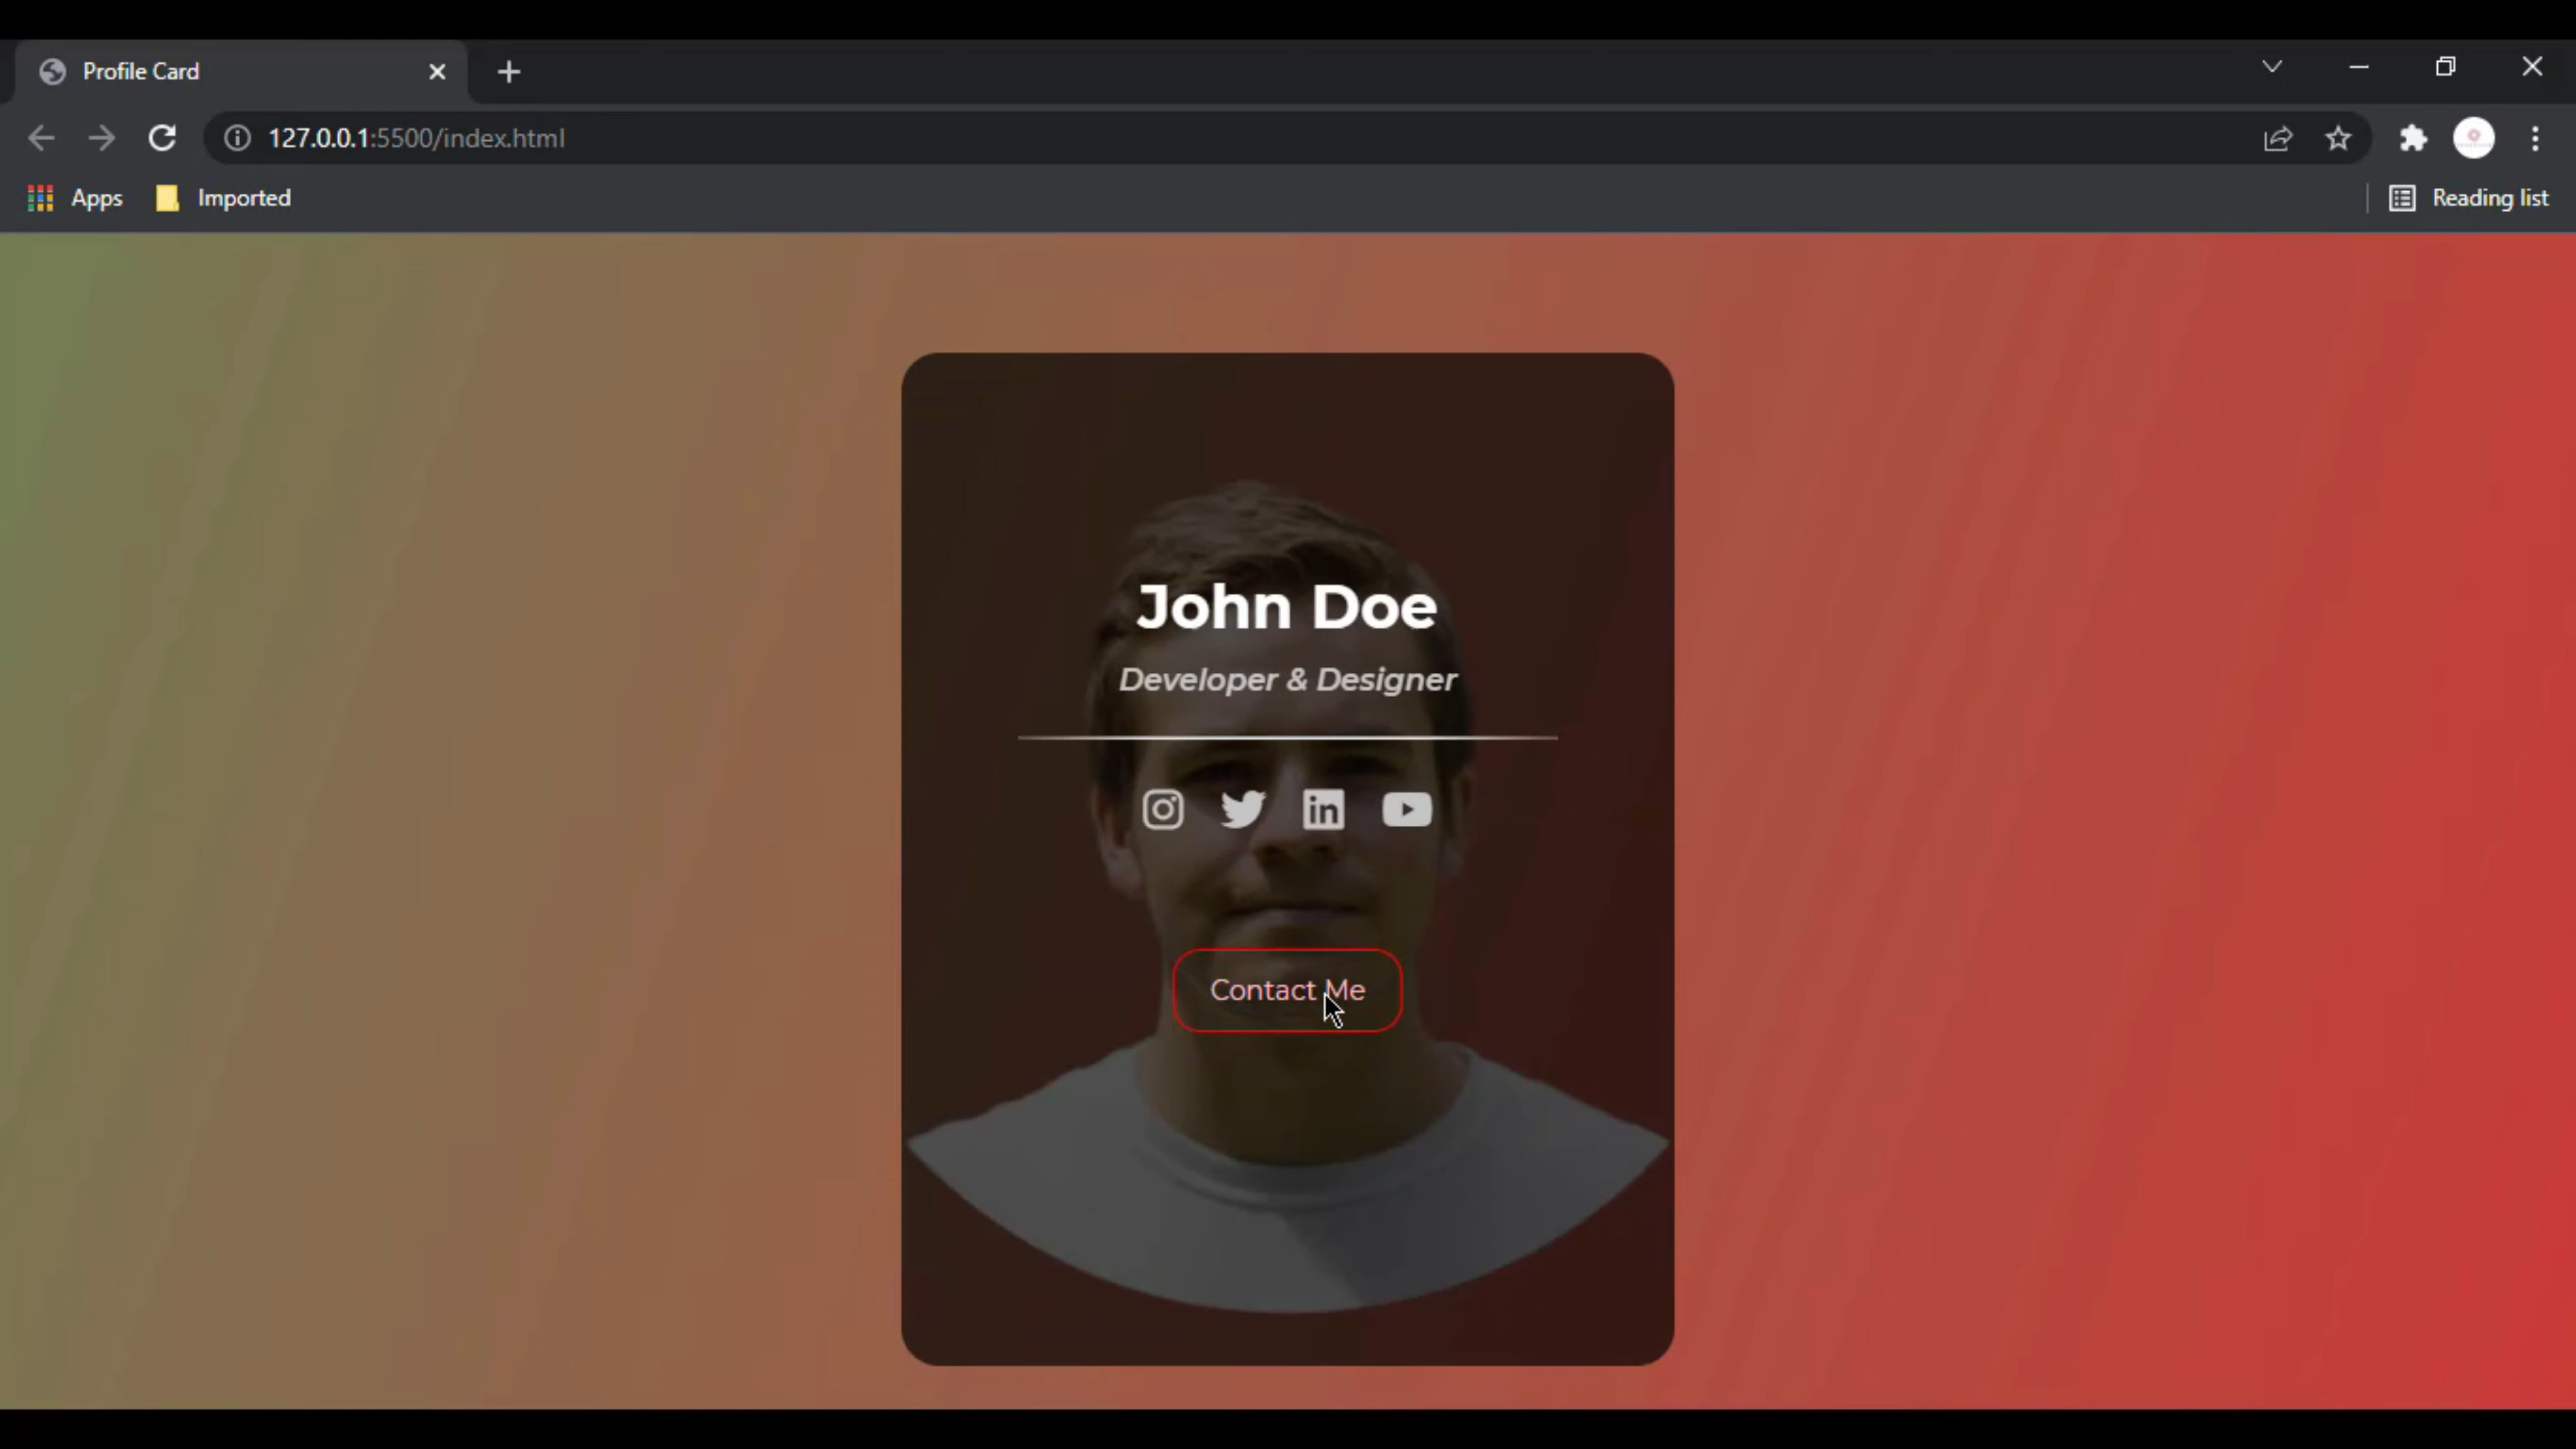 Profile Card
127.0.0.1:5500/index.html
Apps
Imported
Reading list
John Doe
Developer & Designer
in
Contact Me